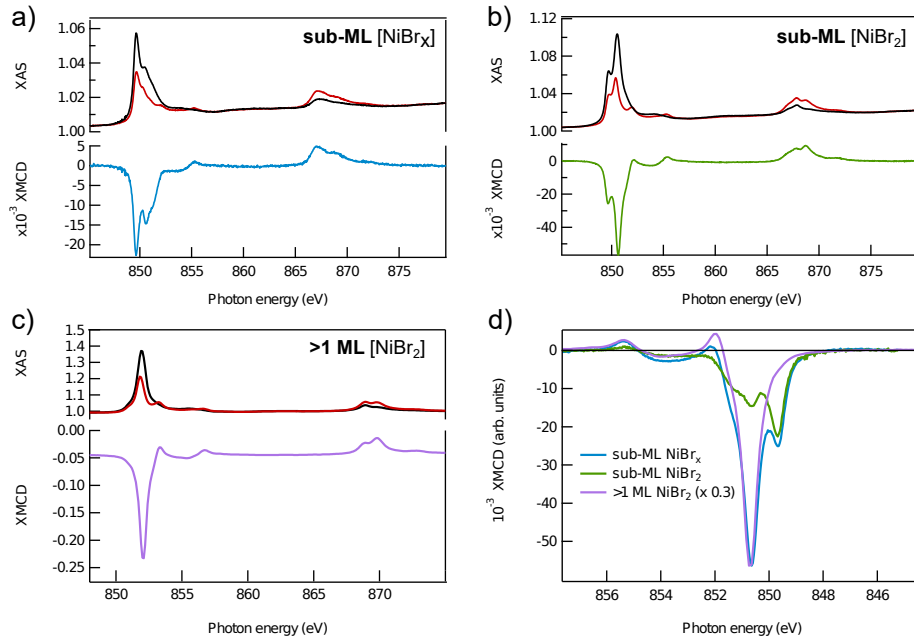 a)
sub-ML [NiBrX]
XAS
1.06
1.04
1.02
1.00
x10-3 XMCD
5
0
-5
-10
-15
-20
850
855
860
865
870
875
Photon energy (eV)
b)
sub-ML [NiBr2]
XAS
1.12
1.08
1.04
1.00
x10-3 XMCD
0
-20
-40
850
855
860
865
870
875
Photon energy (eV)
c)
>1 ML [NiBr2]
XAS
1.5
1.4
1.3
1.2
1.1
1.0
XMCD
0.00
-0.05
-0.10
-0.15
-0.20
-0.25
850
855
860
865
870
Photon energy (eV)
d)
10-3 XMCD (arb. units)
0
-10
-20
-30
-40
-50
sub-ML NiBrx
sub-ML NiBr2
>1 ML NiBr2 (x 0.3)
856
854
852
850
848
846
Photon energy (eV)